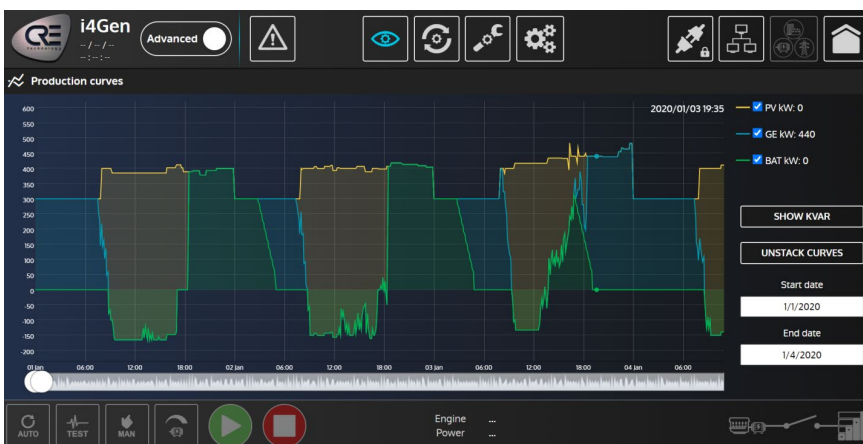 CRE
technology
i4Gen
-- / -- / --
-- : -- : --
Advanced
Production curves
2020/01/03 19:35
PV kW: 0
GE kW: 440
BAT kW: 0
600
550
500
450
400
350
300
250
200
150
100
50
0
-50
-100
-150
-200
01 Jan 06:00 12:00 18:00 02 Jan 06:00 12:00 18:00 03 Jan 06:00 12:00 18:00 04 Jan 06:00
SHOW KVAR
UNSTACK CURVES
Start date
1/1/2020
End date
1/4/2020
AUTO
TEST
MAN
Engine ...
Power ...